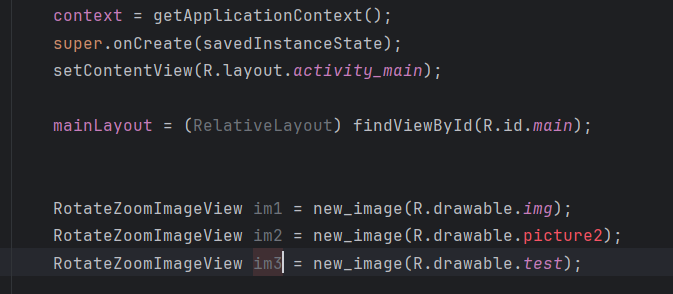 context = getApplicationContext();
super.onCreate(savedInstanceState);
setContentView(R.layout.activity_main);
mainLayout = (RelativeLayout) findViewById(R.id.main);
RotateZoomImageView im1 = new_image(R.drawable.img);
RotateZoomImageView im2 = new_image(R.drawable.picture2);
RotateZoomImageView im3 = new_image(R.drawable.test);